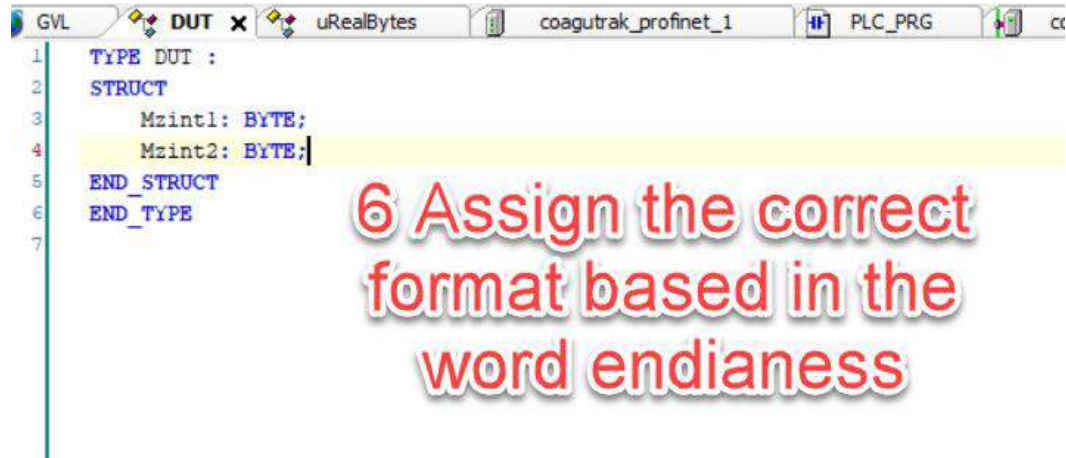 GVL DUT x uRealBytes coagutrak_profinet_1 PLC_PRG
1 TYPE DUT :
2 STRUCT
3 Mzint1: BYTE;
4 Mzint2: BYTE;
5 END_STRUCT
6 END_TYPE
7
6 Assign the correct
format based in the
word endianess